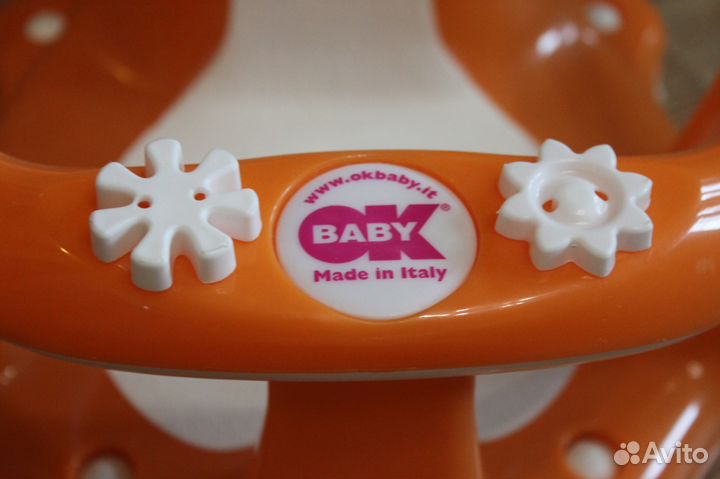 www.okbaby.it
OK®
BABY
Made in Italy
Avito